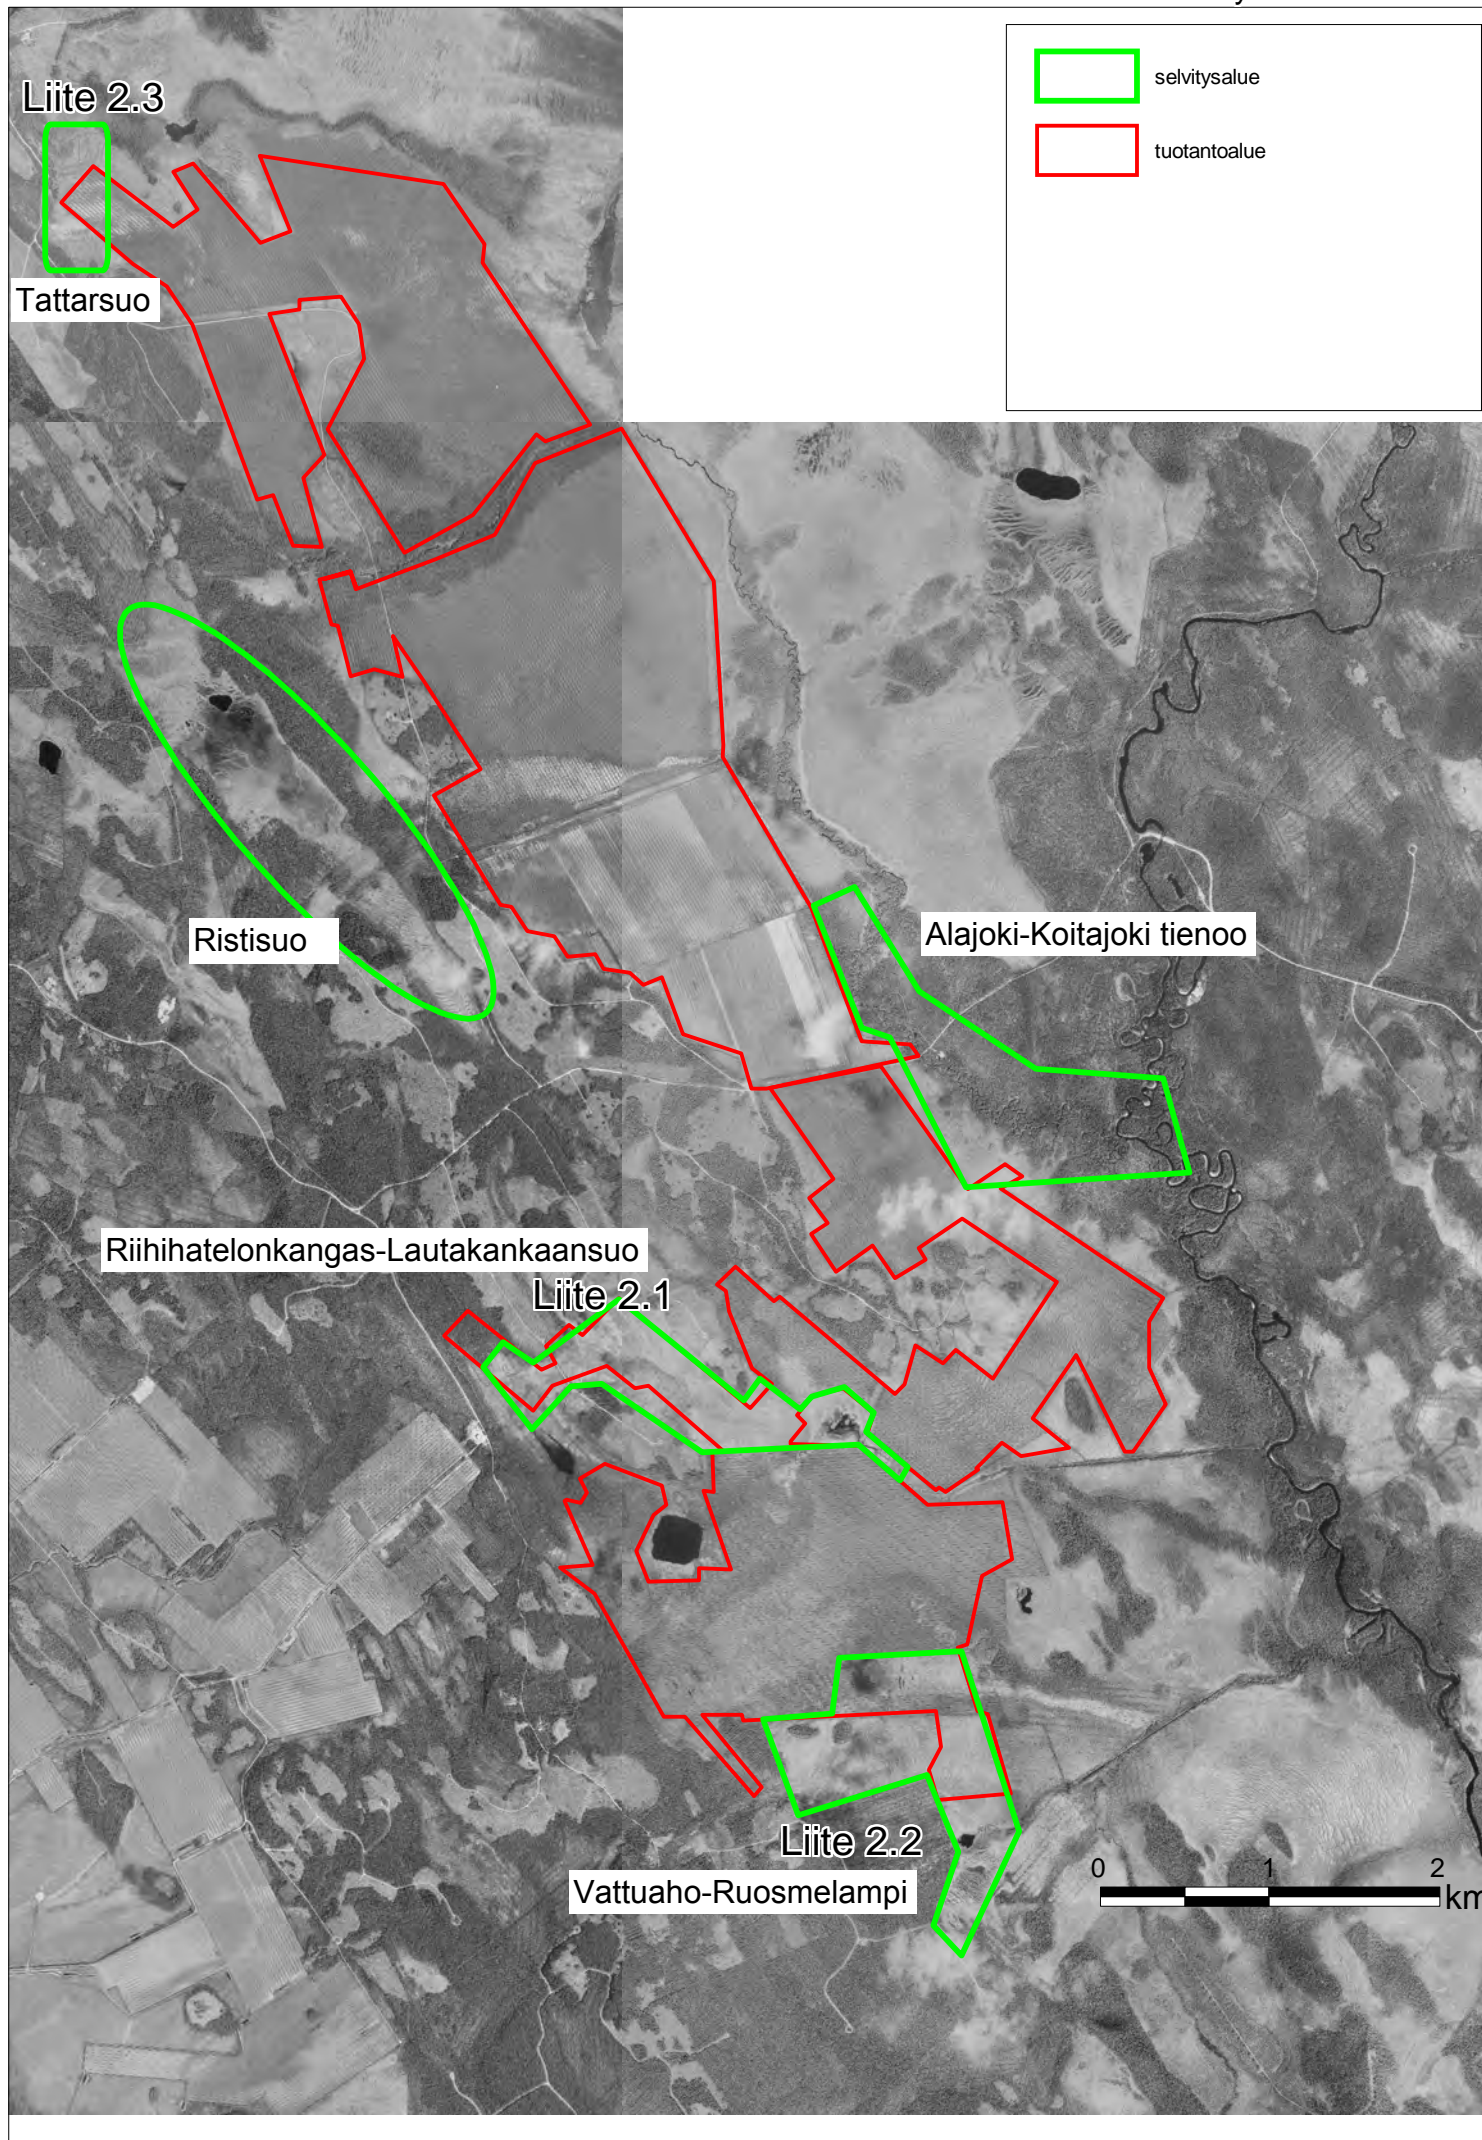 selvitysalue
tuotantoalue
Liite 2.3
Tattarsuo
Ristisuo
Alajoki-Koitajoki tienoo
Riihihatelonkangas-Lautakankaansuo
Liite 2.1
Liite 2.2
Vattuaho-Ruosmelampi
0 1 2
km